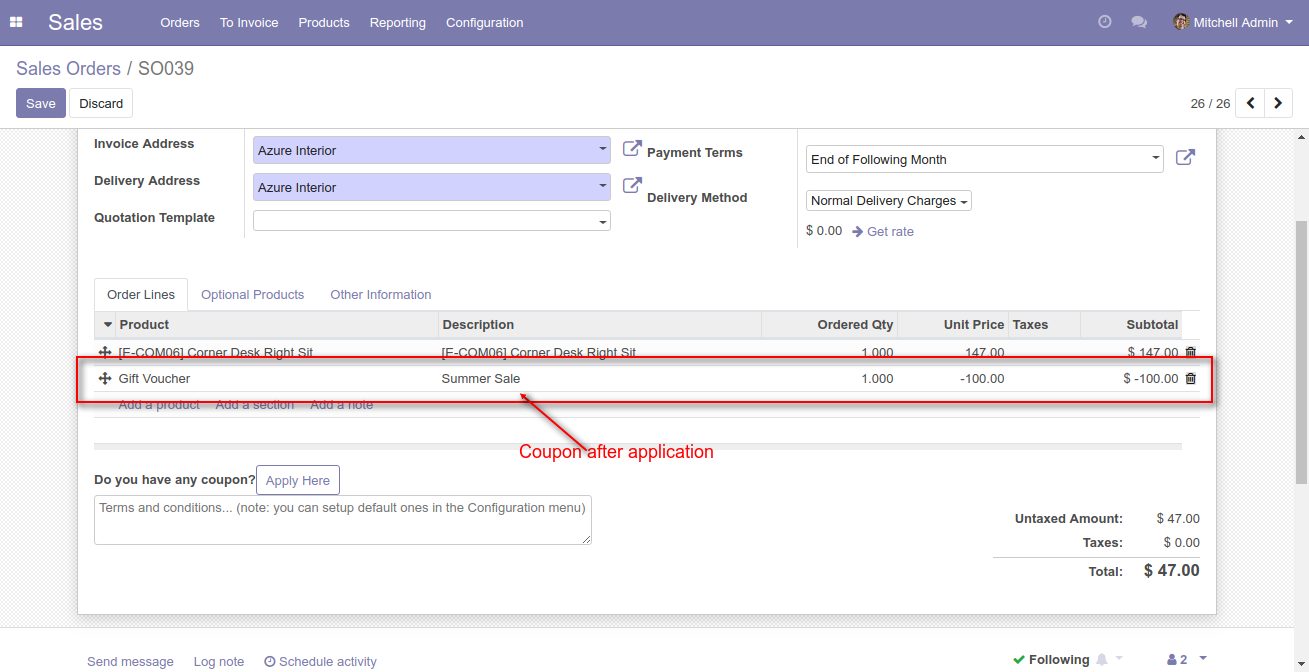 Sales Orders To Invoice Products Reporting Configuration Mitchell Admin
Sales Orders / SO039
Save Discard 26 / 26
Invoice Address Azure Interior Payment Terms End of Following Month
Delivery Address Azure Interior Delivery Method Normal Delivery Charges
Quotation Template $ 0.00 Get rate
Order Lines Optional Products Other Information
Product Description Ordered Qty Unit Price Taxes Subtotal
[E-COM06] Corner Desk Right Sit [E-COM06] Corner Desk Right Sit 1.000 147.00 $ 147.00
Gift Voucher Summer Sale 1.000 -100.00 $ -100.00
Add a product Add a section Add a note
Coupon after application
Do you have any coupon? Apply Here
Terms and conditions... (note: you can setup default ones in the Configuration menu)
Untaxed Amount: $ 47.00
Taxes: $ 0.00
Total: $ 47.00
Send message Log note Schedule activity Following 2